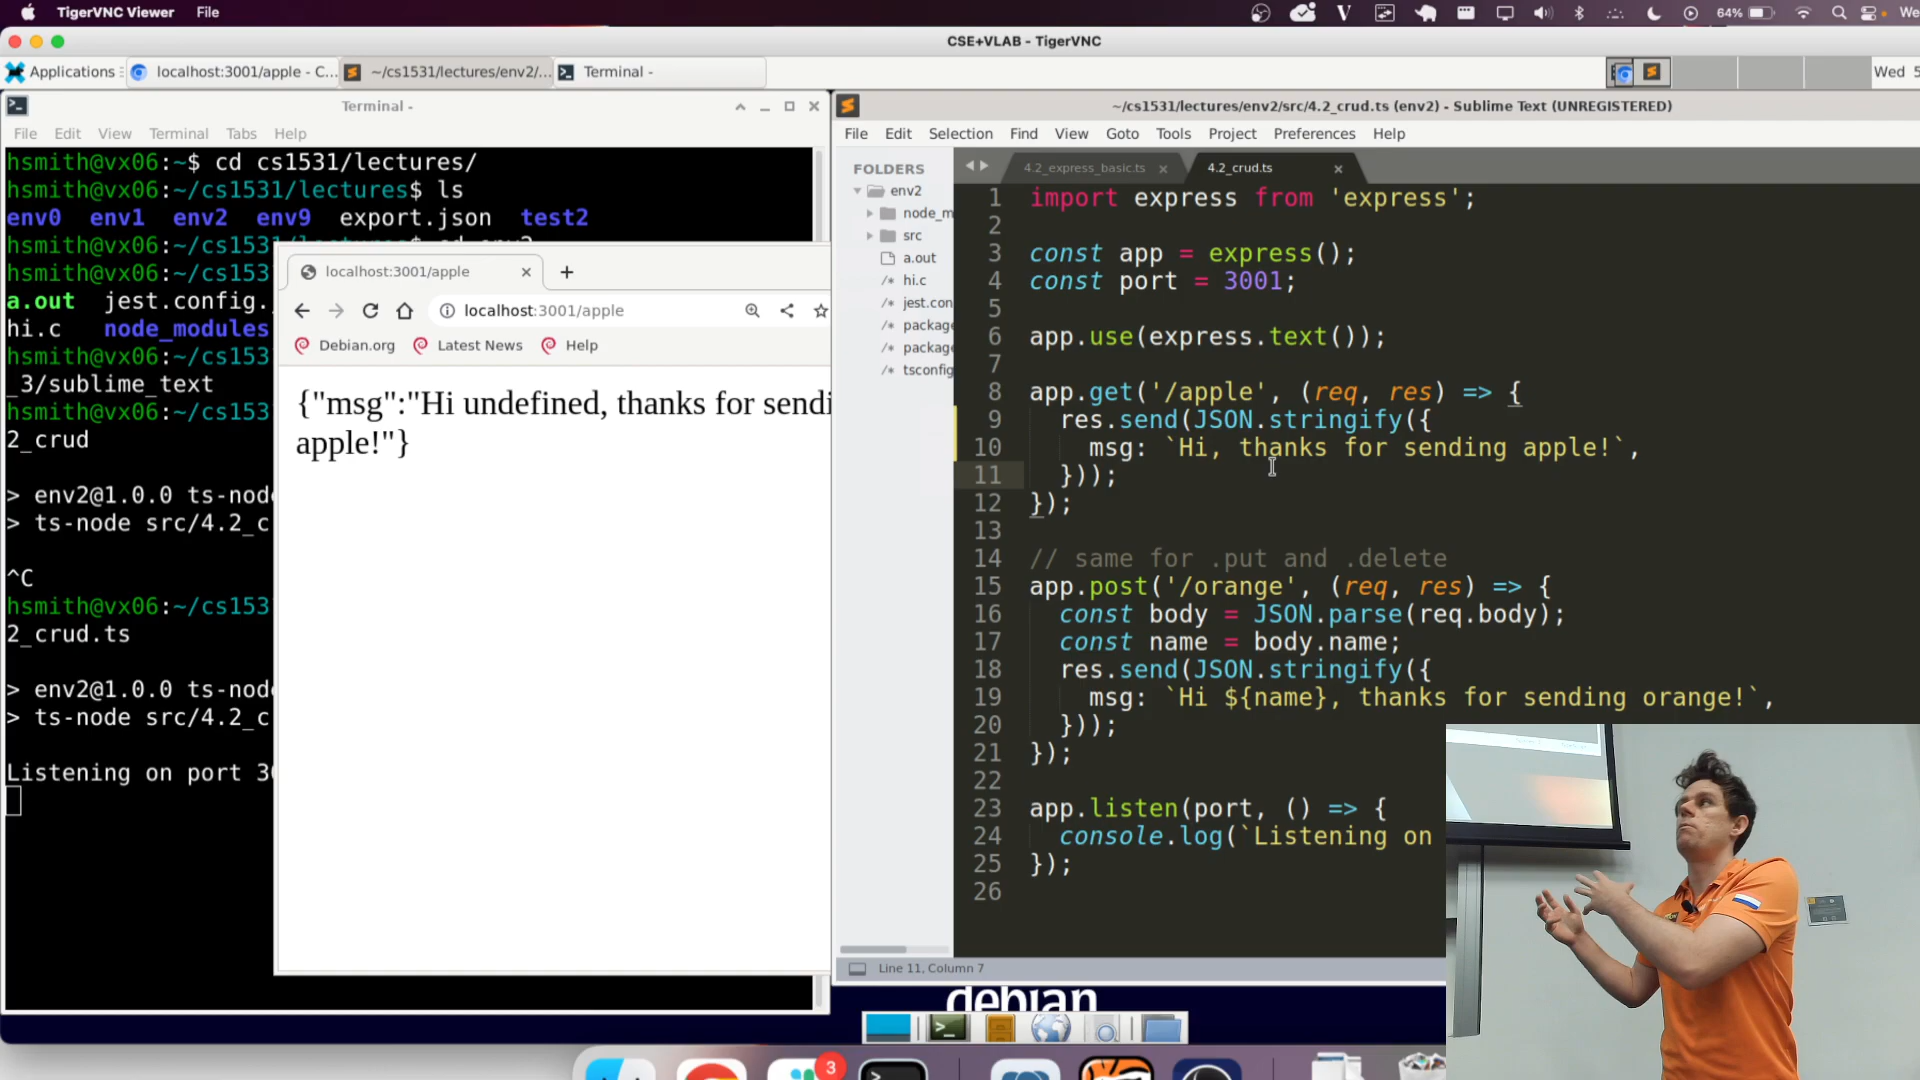 TigerVNC Viewer File
64%
We
CSE+VLAB - TigerVNC
Applications
localhost:3001/apple - C...
~/cs1531/lectures/env2/...
Terminal -
Wed 5
Terminal -
File Edit View Terminal Tabs Help
hsmith@vx06:~$ cd cs1531/lectures/
hsmith@vx06:~/cs1531/lectures$ ls
env0 env1 env2 env9 export.json test2
hsmith@vx06:~/cs1531/lectures$ cd env2
hsmith@vx06:~/cs153
a.out jest.config.
hi.c node_modules
hsmith@vx06:~/cs153
_3/sublime_text
hsmith@vx06:~/cs153
2_crud
> env2@1.0.0 ts-node
> ts-node src/4.2_c
^C
hsmith@vx06:~/cs153
2_crud.ts
> env2@1.0.0 ts-node
> ts-node src/4.2_c
Listening on port 30
localhost:3001/apple
localhost:3001/apple
Debian.org Latest News Help
{"msg":"Hi undefined, thanks for sendi
apple!"}
~/cs1531/lectures/env2/src/4.2_crud.ts (env2) - Sublime Text (UNREGISTERED)
File Edit Selection Find View Goto Tools Project Preferences Help
FOLDERS
env2
node_m
src
a.out
/* hi.c
/* jest.con
/* package
/* package
/* tsconfig
4.2_express_basic.ts
4.2_crud.ts
1 import express from 'express';
2
3 const app = express();
4 const port = 3001;
5
6 app.use(express.text());
7
8 app.get('/apple', (req, res) => {
9 res.send(JSON.stringify({
10 msg: `Hi, thanks for sending apple!`,
11 }));
12 });
13
14 // same for .put and .delete
15 app.post('/orange', (req, res) => {
16 const body = JSON.parse(req.body);
17 const name = body.name;
18 res.send(JSON.stringify({
19 msg: `Hi ${name}, thanks for sending orange!`,
20 }));
21 });
22
23 app.listen(port, () => {
24 console.log(`Listening on
25 });
26
Line 11, Column 7
debian
3